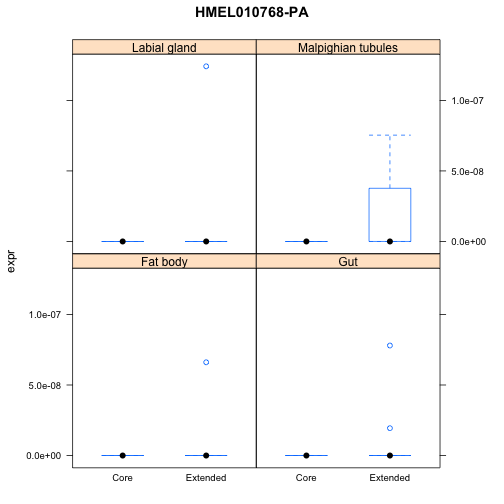 HMEL010768-PA
Labial gland Malpighian tubules
1.0e-07
5.0e-08
0.0e+00
expr
Fat body Gut
1.0e-07
5.0e-08
0.0e+00
Core Extended Core Extended